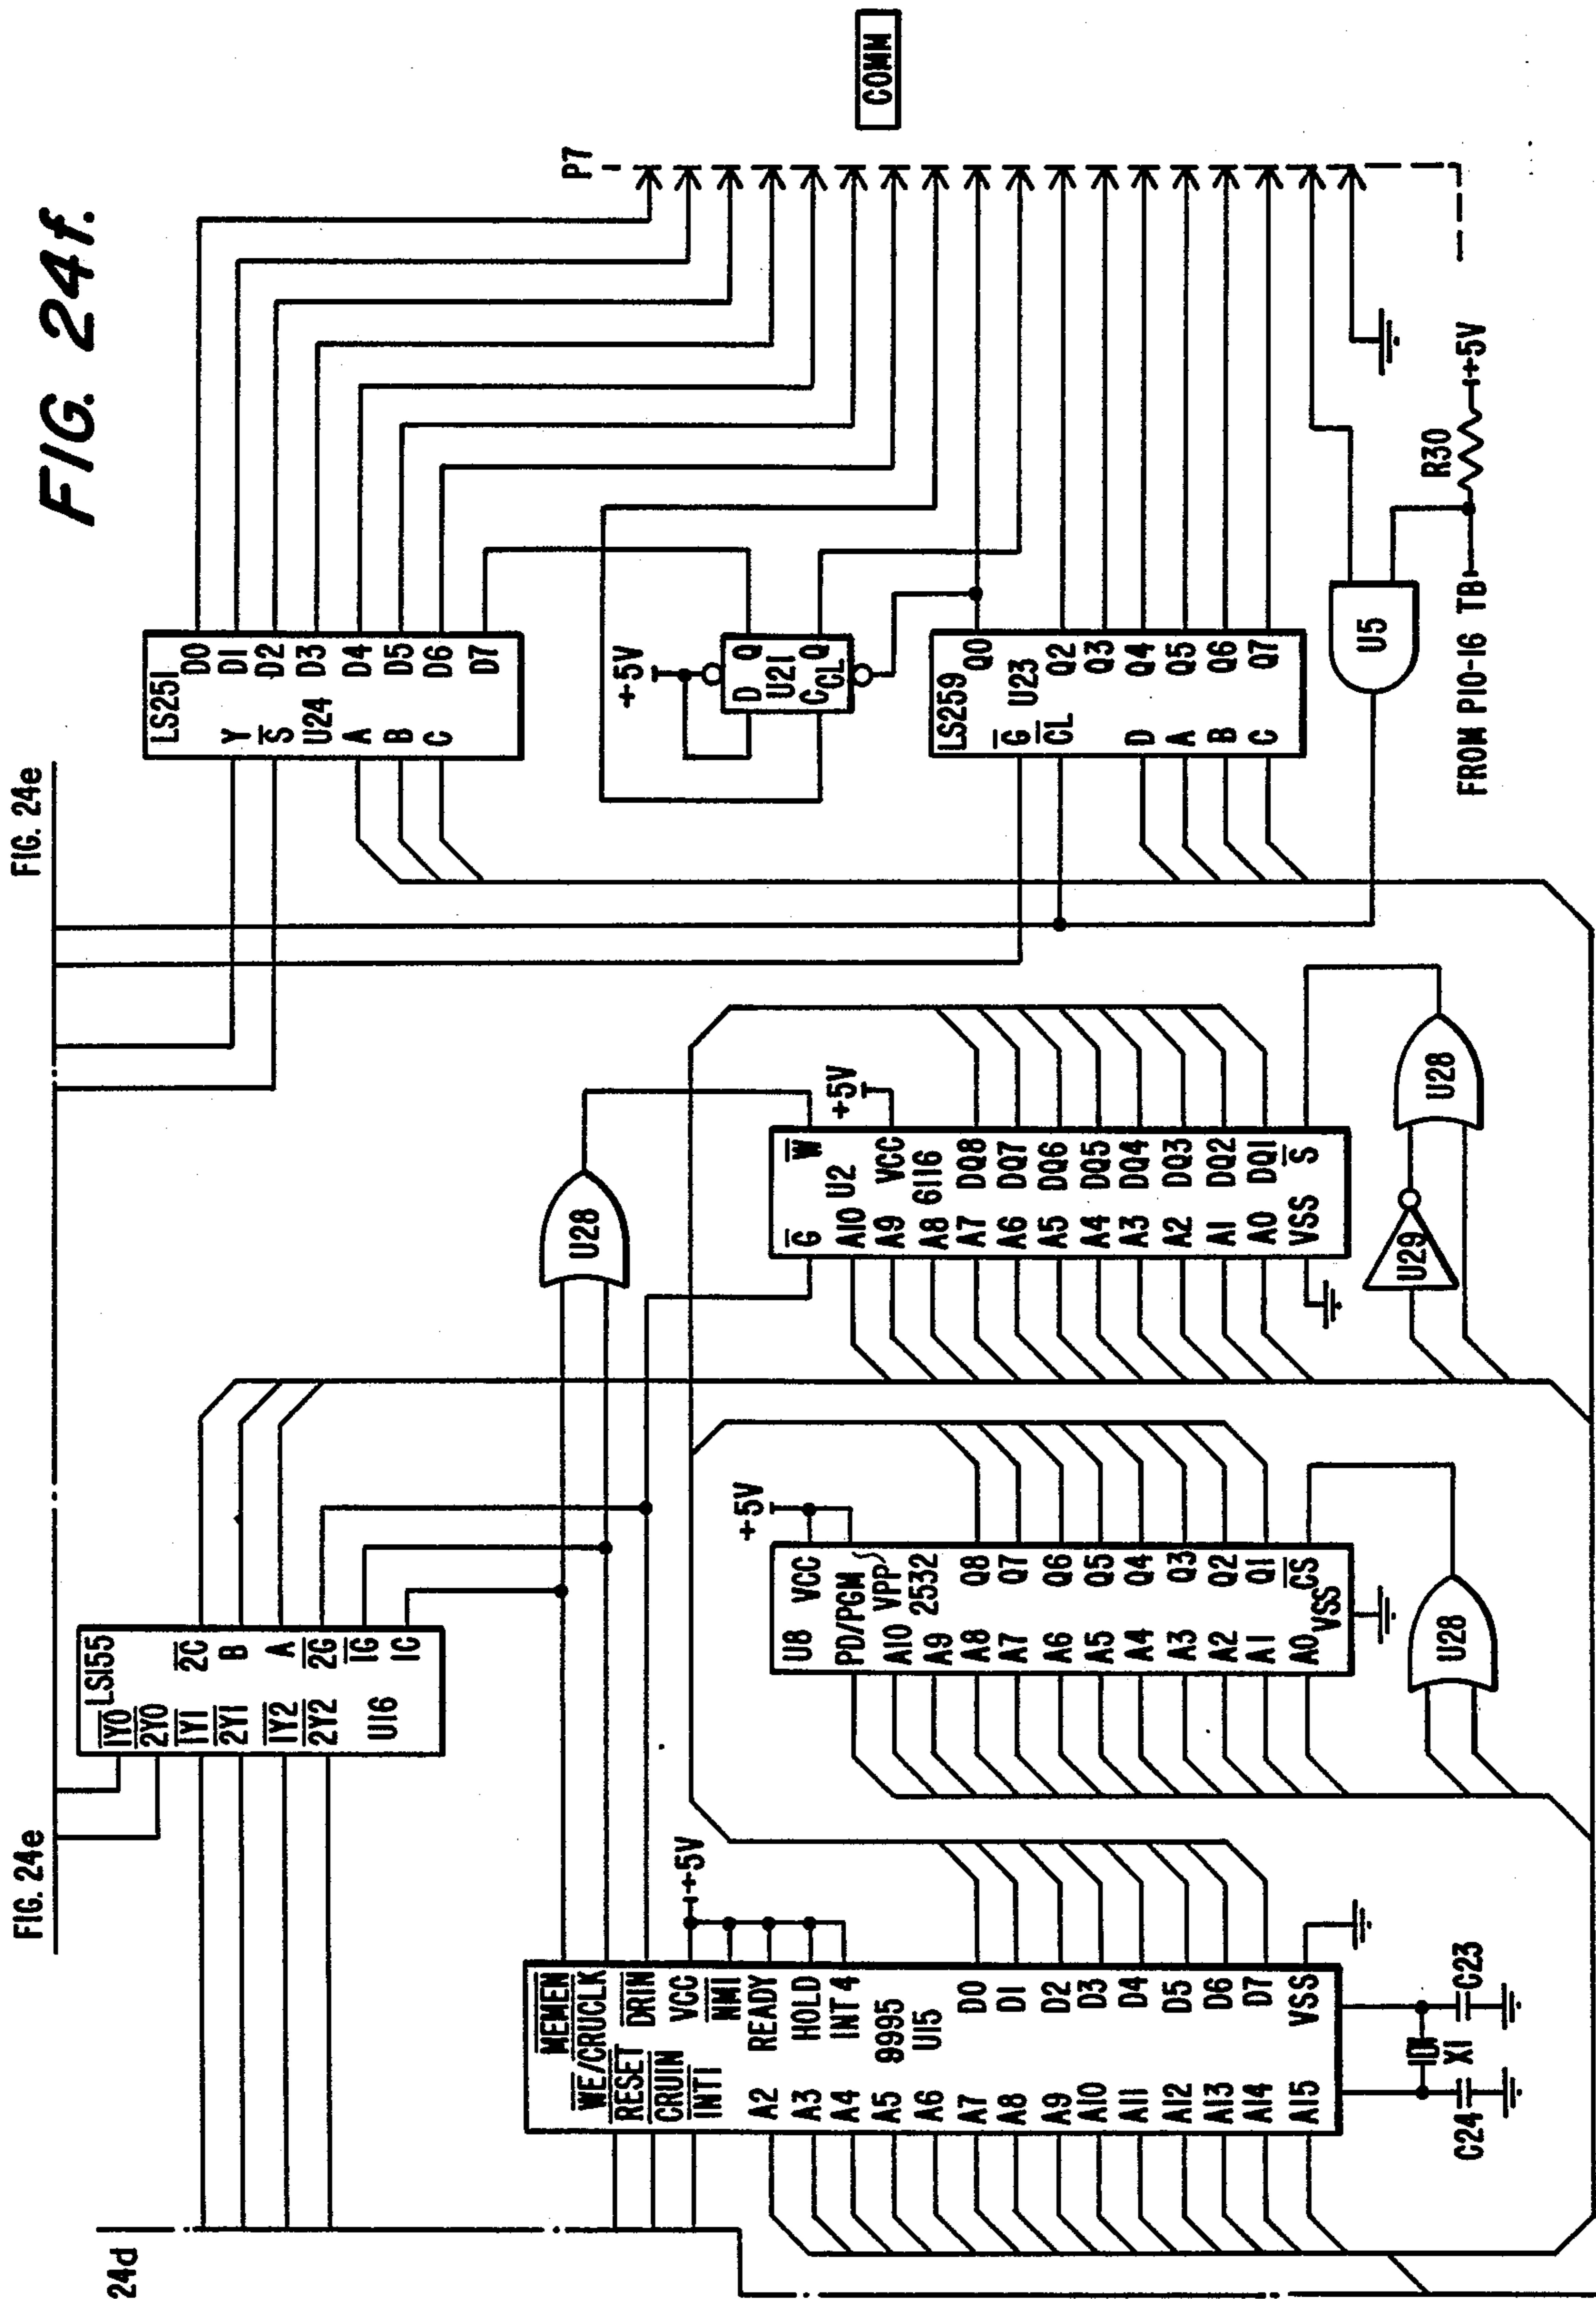 FIG. 24f.
FIG. 24e
FIG. 24e
24d
LS155
1Y0
2Y0
1Y1
2Y1
1Y2
2Y2
U16
2C
B
A
2G
1G
1C
MEMEN
WE/CRUCLK
RESET
CRUIN
INT1
DRIN
VCC
NMI
READY
HOLD
INT4
9995
U15
A2
A3
A4
A5
A6
A7
A8
A9
A10
A11
A12
A13
A14
A15
D0
D1
D2
D3
D4
D5
D6
D7
VSS
+5V
C24
X1
C23
U8
VCC
PD/PGM
VPP
2532
A10
A9
A8
A7
A6
A5
A4
A3
A2
A1
A0
Q8
Q7
Q6
Q5
Q4
Q3
Q2
Q1
CS
VSS
+5V
U28
U28
G
W
U2
VCC
6116
A10
A9
A8
A7
A6
A5
A4
A3
A2
A1
A0
VSS
DQ8
DQ7
DQ6
DQ5
DQ4
DQ3
DQ2
DQ1
S
+5V
U29
U28
LS251
Y
S
U24
A
B
C
D0
D1
D2
D3
D4
D5
D6
D7
+5V
D
Q
U21
C
Q
CL
LS259
G
U23
CL
D
A
B
C
Q0
Q2
Q3
Q4
Q5
Q6
Q7
U5
FROM P10-16 TB
R30
+5V
P7
COMM